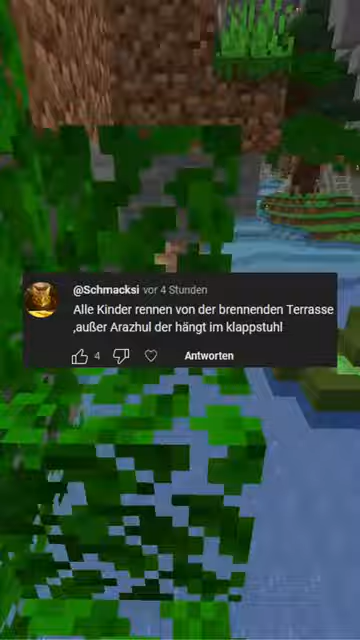 @Schmacksi vor 4 Stunden
Alle Kinder rennen von der brennenden Terrasse
,außer Arazhul der hängt im klappstuhl
4 Antworten